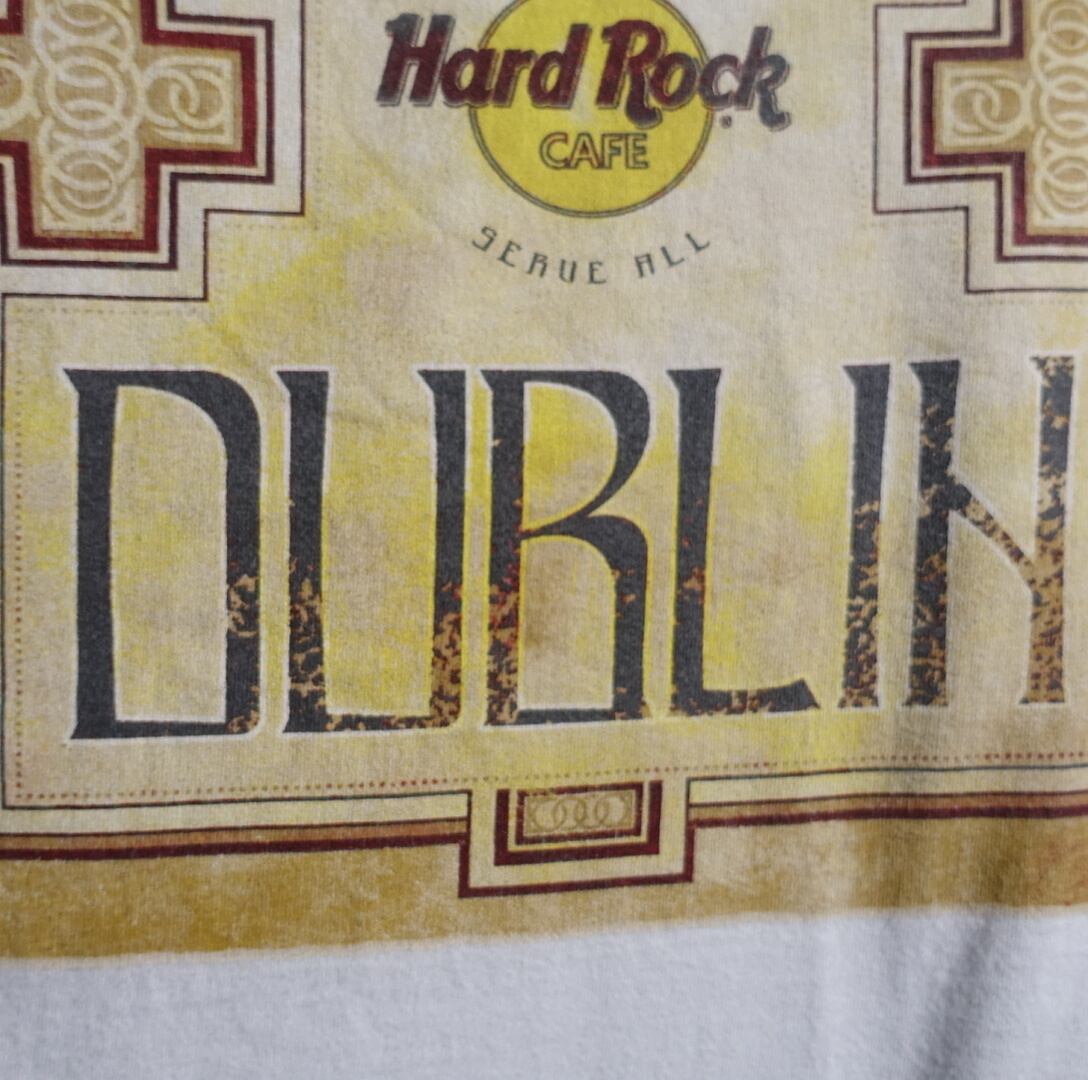 Hard Rock
CAFE
SERVE ALL
DUBLIN